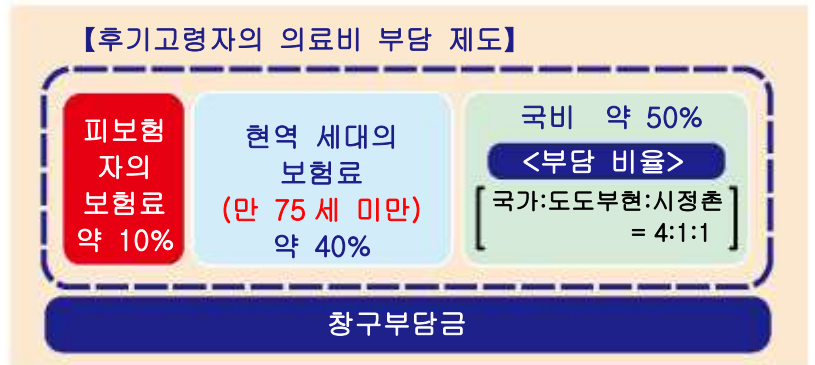 【후기고령자의 의료비 부담 제도】
피보험
자의
보험료
약 10%
현역 세대의
보험료
(만 75세 미만)
약 40%
국비 약 50%
<부담 비율>
[국가:도도부현:시정촌
= 4:1:1]
창구부담금